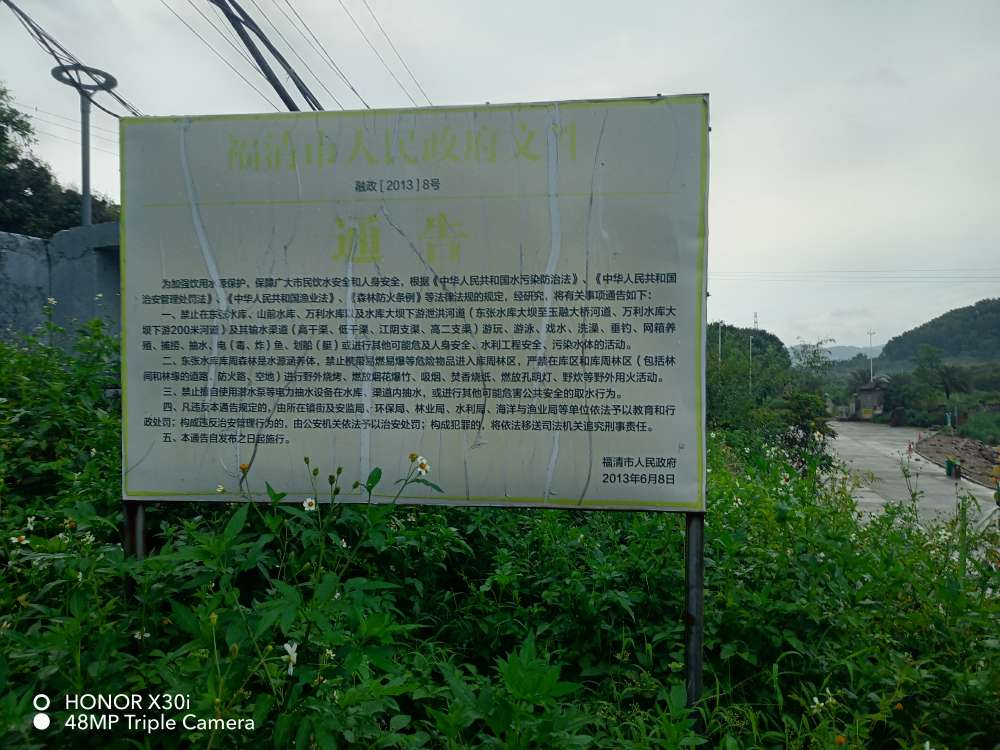 福清市人民政府文件
融政[2013]8号
通告
为加强饮用水源保护，保障广大市民饮水安全和人身安全，根据《中华人民共和国水污染防治法》、《中华人民共和国
治安管理处罚法》、《中华人民共和国渔业法》、《森林防火条例》等法律法规的规定，经研究，将有关事项通告如下：
一、禁止在东张水库、山前水库、万利水库以及水库大坝下游泄洪河道（东张水库大坝至玉融大桥河道、万利水库大
坝下游200米河道）及其输水渠道（高干渠、低干渠、江阴支渠、高二支渠）游玩、游泳、戏水、洗澡、垂钓、网箱养
殖、捕捞、抽水、电（毒、炸）鱼、划船（艇）或进行其他可能危及人身安全、水利工程安全、污染水体的活动。
二、东张水库库周森林是水源涵养体，禁止携带易燃易爆等危险物品进入库周林区，严禁在库区和库周林区（包括林
间和林缘的道路、防火路、空地）进行野外烧烤、燃放烟花爆竹、吸烟、焚香烧纸、燃放孔明灯、野炊等野外用火活动。
三、禁止擅自使用潜水泵等电力抽水设备在水库、渠道内抽水，或进行其他可能危害公共安全的取水行为。
四、凡违反本通告规定的，由所在镇街及安监局、环保局、林业局、水利局、海洋与渔业局等单位依法予以教育和行
政处罚；构成违反治安管理行为的，由公安机关依法予以治安处罚；构成犯罪的，将依法移送司法机关追究刑事责任。
五、本通告自发布之日起施行。
福清市人民政府
2013年6月8日
HONOR X30i
48MP Triple Camera